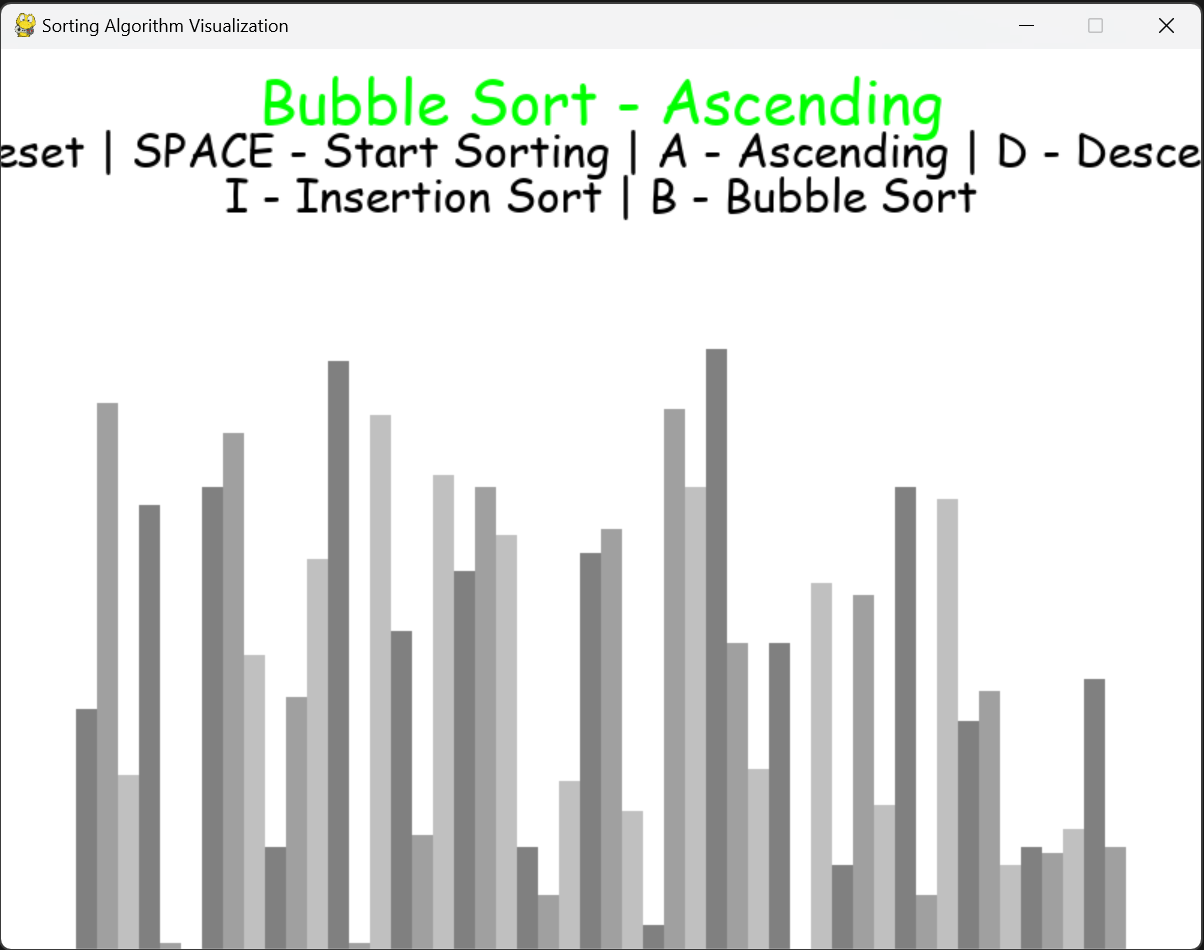 Sorting Algorithm Visualization
Bubble Sort - Ascending
eset | SPACE - Start Sorting | A - Ascending | D - Desce
I - Insertion Sort | B - Bubble Sort